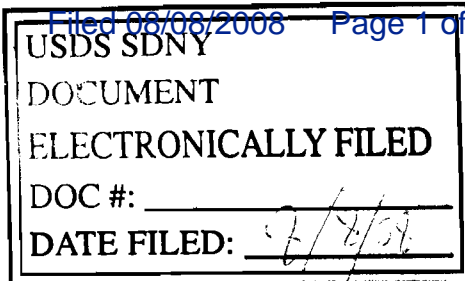 Filed 08/08/2008 Page 1 of
USDS SDNY
DOCUMENT
ELECTRONICALLY FILED
DOC #:
DATE FILED: